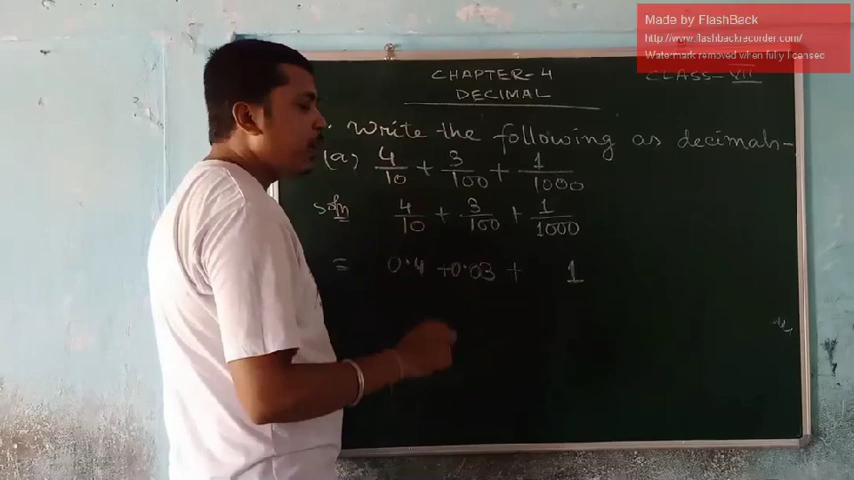 Made by FlashBack
http://www.flashbackrecorder.com/
Watermark removed when fully licensed
CHAPTER-4
CLASS-VII
DECIMAL
. Write the following as decimals-
(a) 4/10 + 3/100 + 1/1000
Soln 4/10 + 3/100 + 1/1000
= 0.4 + 0.03 + 1